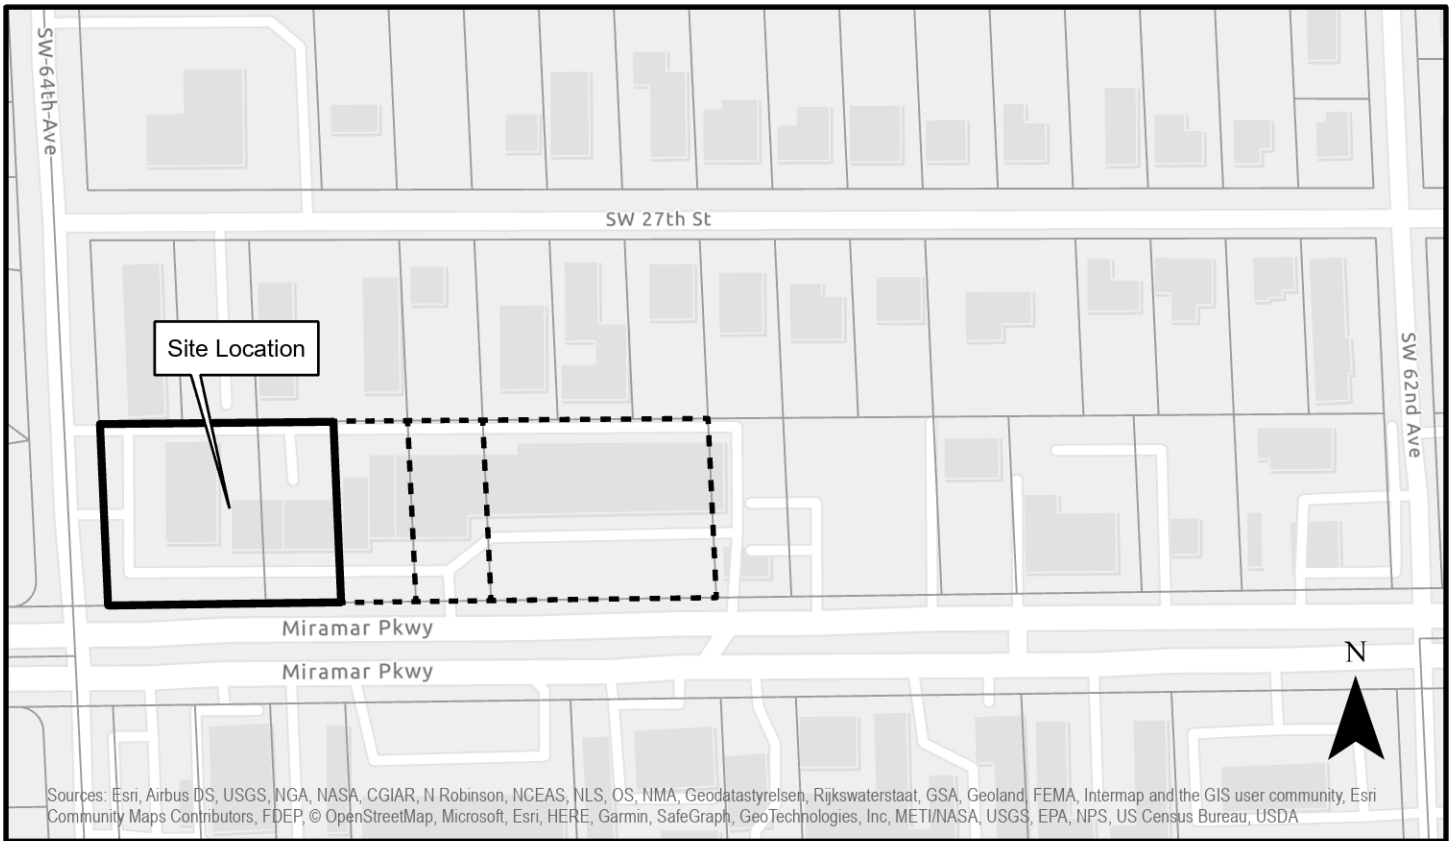 SW-64th-Ave
SW 27th St
Site Location
SW 62nd Ave
Miramar Pkwy
Miramar Pkwy
N
Sources: Esri, Airbus DS, USGS, NGA, NASA, CGIAR, N Robinson, NCEAS, NLS, OS, NMA, Geodatastyrelsen, Rijkswaterstaat, GSA, Geoland, FEMA, Intermap and the GIS user community, Esri
Community Maps Contributors, FDEP, © OpenStreetMap, Microsoft, Esri, HERE, Garmin, SafeGraph, GeoTechnologies, Inc, METI/NASA, USGS, EPA, NPS, US Census Bureau, USDA